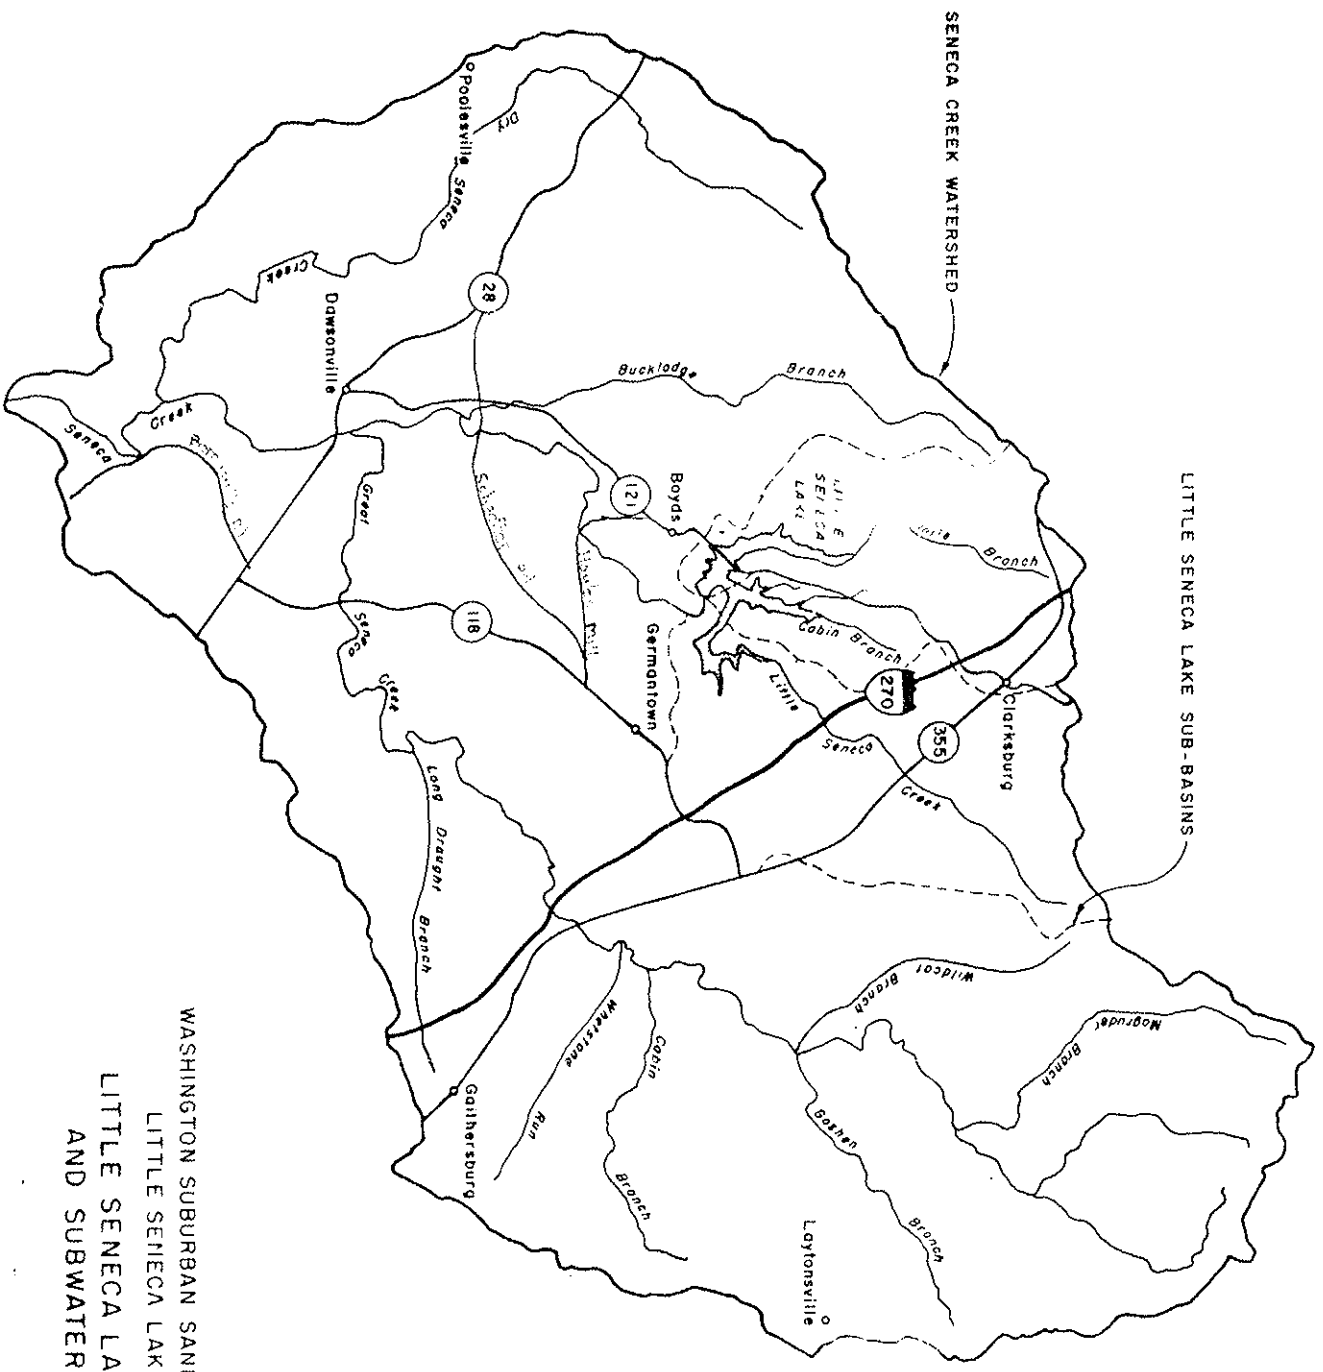 SENECA CREEK WATERSHED
LITTLE SENECA LAKE SUB-BASINS
Poolesville
Dry
Seneca
Creek
28
Dawsonville
Bucklodge
Branch
Creek
Seneca
Great
Seneca
Creek
121
Boyds
SENECA
LAKE
Branch
Cabin Branch
Little
Seneca
Creek
270
355
Clarksburg
118
Germantown
Mill
Long Draught Branch
Wildcat
Branch
Magruder
Branch
Goshen
Branch
Whetstone
Run
Cabin
Branch
Gaithersburg
Laytonsville
WASHINGTON SUBURBAN SANI
LITTLE SENECA LAK
LITTLE SENECA LA
AND SUBWATER